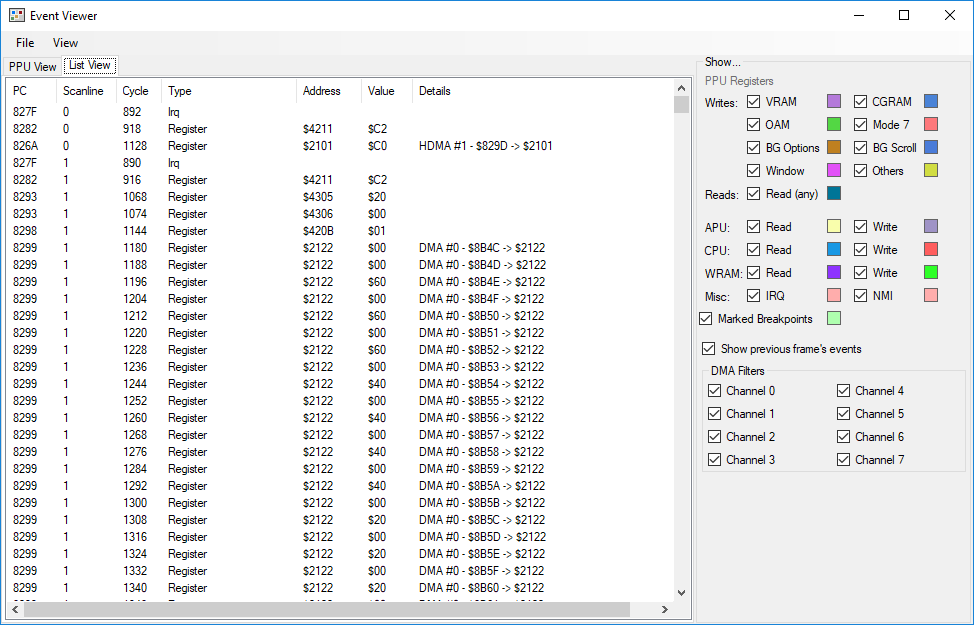 Event Viewer
File View
PPU View List View
PC Scanline Cycle Type Address Value Details
827F 0 892 Irq
8282 0 918 Register $4211 $C2
826A 0 1128 Register $2101 $C0 HDMA #1 - $829D -> $2101
827F 1 890 Irq
8282 1 916 Register $4211 $C2
8293 1 1068 Register $4305 $20
8293 1 1074 Register $4306 $00
8298 1 1144 Register $420B $01
8299 1 1180 Register $2122 $00 DMA #0 - $8B4C -> $2122
8299 1 1188 Register $2122 $00 DMA #0 - $8B4D -> $2122
8299 1 1196 Register $2122 $60 DMA #0 - $8B4E -> $2122
8299 1 1204 Register $2122 $00 DMA #0 - $8B4F -> $2122
8299 1 1212 Register $2122 $60 DMA #0 - $8B50 -> $2122
8299 1 1220 Register $2122 $00 DMA #0 - $8B51 -> $2122
8299 1 1228 Register $2122 $60 DMA #0 - $8B52 -> $2122
8299 1 1236 Register $2122 $00 DMA #0 - $8B53 -> $2122
8299 1 1244 Register $2122 $40 DMA #0 - $8B54 -> $2122
8299 1 1252 Register $2122 $00 DMA #0 - $8B55 -> $2122
8299 1 1260 Register $2122 $40 DMA #0 - $8B56 -> $2122
8299 1 1268 Register $2122 $00 DMA #0 - $8B57 -> $2122
8299 1 1276 Register $2122 $40 DMA #0 - $8B58 -> $2122
8299 1 1284 Register $2122 $00 DMA #0 - $8B59 -> $2122
8299 1 1292 Register $2122 $40 DMA #0 - $8B5A -> $2122
8299 1 1300 Register $2122 $00 DMA #0 - $8B5B -> $2122
8299 1 1308 Register $2122 $20 DMA #0 - $8B5C -> $2122
8299 1 1316 Register $2122 $00 DMA #0 - $8B5D -> $2122
8299 1 1324 Register $2122 $20 DMA #0 - $8B5E -> $2122
8299 1 1332 Register $2122 $00 DMA #0 - $8B5F -> $2122
8299 1 1340 Register $2122 $20 DMA #0 - $8B60 -> $2122
Show...
PPU Registers
Writes: VRAM CGRAM
OAM Mode 7
BG Options BG Scroll
Window Others
Reads: Read (any)
APU: Read Write
CPU: Read Write
WRAM: Read Write
Misc: IRQ NMI
Marked Breakpoints
Show previous frame's events
DMA Filters
Channel 0 Channel 4
Channel 1 Channel 5
Channel 2 Channel 6
Channel 3 Channel 7